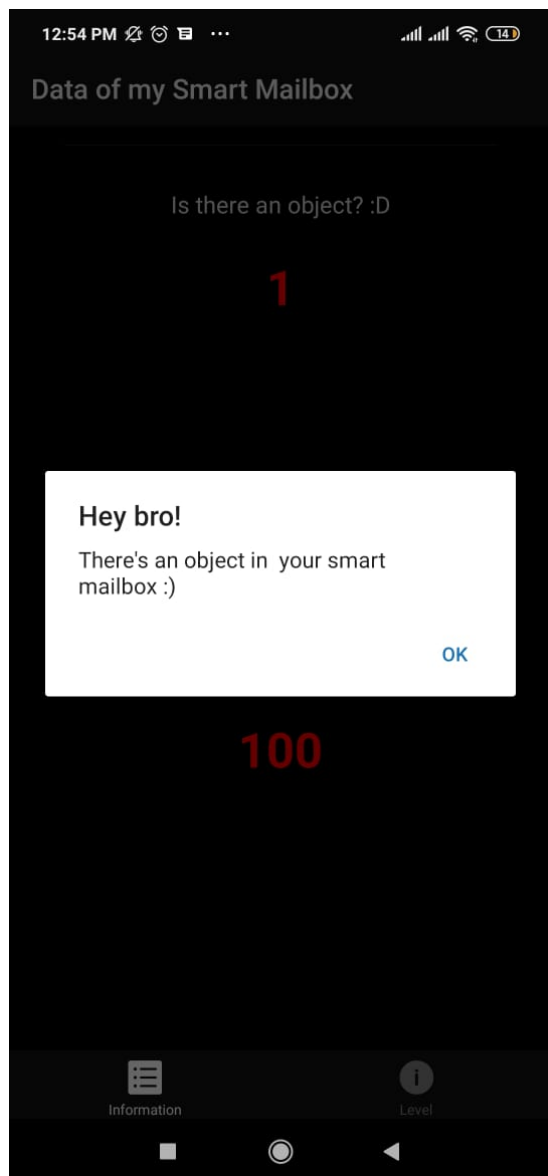 12:54 PM ... 14
Data of my Smart Mailbox
Is there an object? :D
1
Hey bro!
There's an object in your smart
mailbox :)
OK
100
Information Level